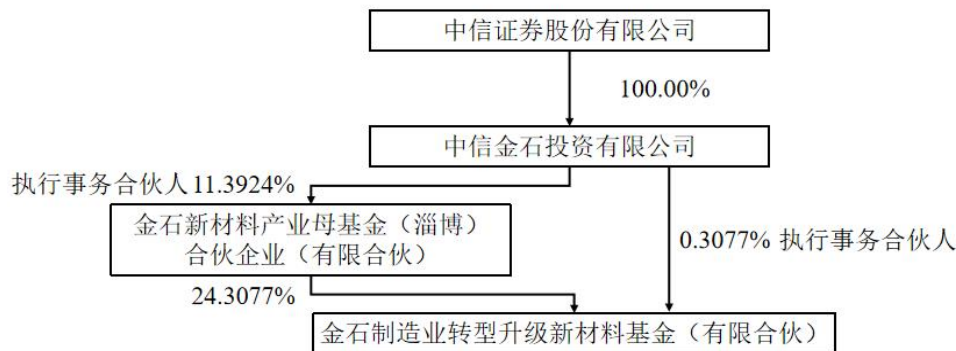 中信证券股份有限公司
100.00%
中信金石投资有限公司
执行事务合伙人 11.3924%
金石新材料产业母基金（淄博）
合伙企业（有限合伙）
0.3077% 执行事务合伙人
24.3077%
金石制造业转型升级新材料基金（有限合伙）